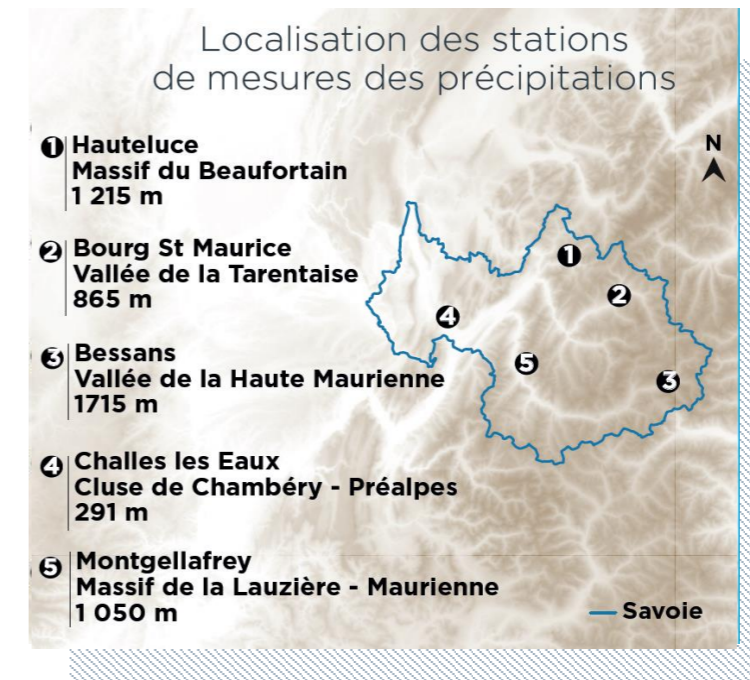 Localisation des stations
de mesures des précipitations
N
1 Hauteluce
Massif du Beaufortain
1 215 m
2 Bourg St Maurice
Vallée de la Tarentaise
865 m
3 Bessans
Vallée de la Haute Maurienne
1715 m
4 Challes les Eaux
Cluse de Chambéry - Préalpes
291 m
5 Montgellafrey
Massif de la Lauzière - Maurienne
1 050 m
1
2
4
5
3
Savoie